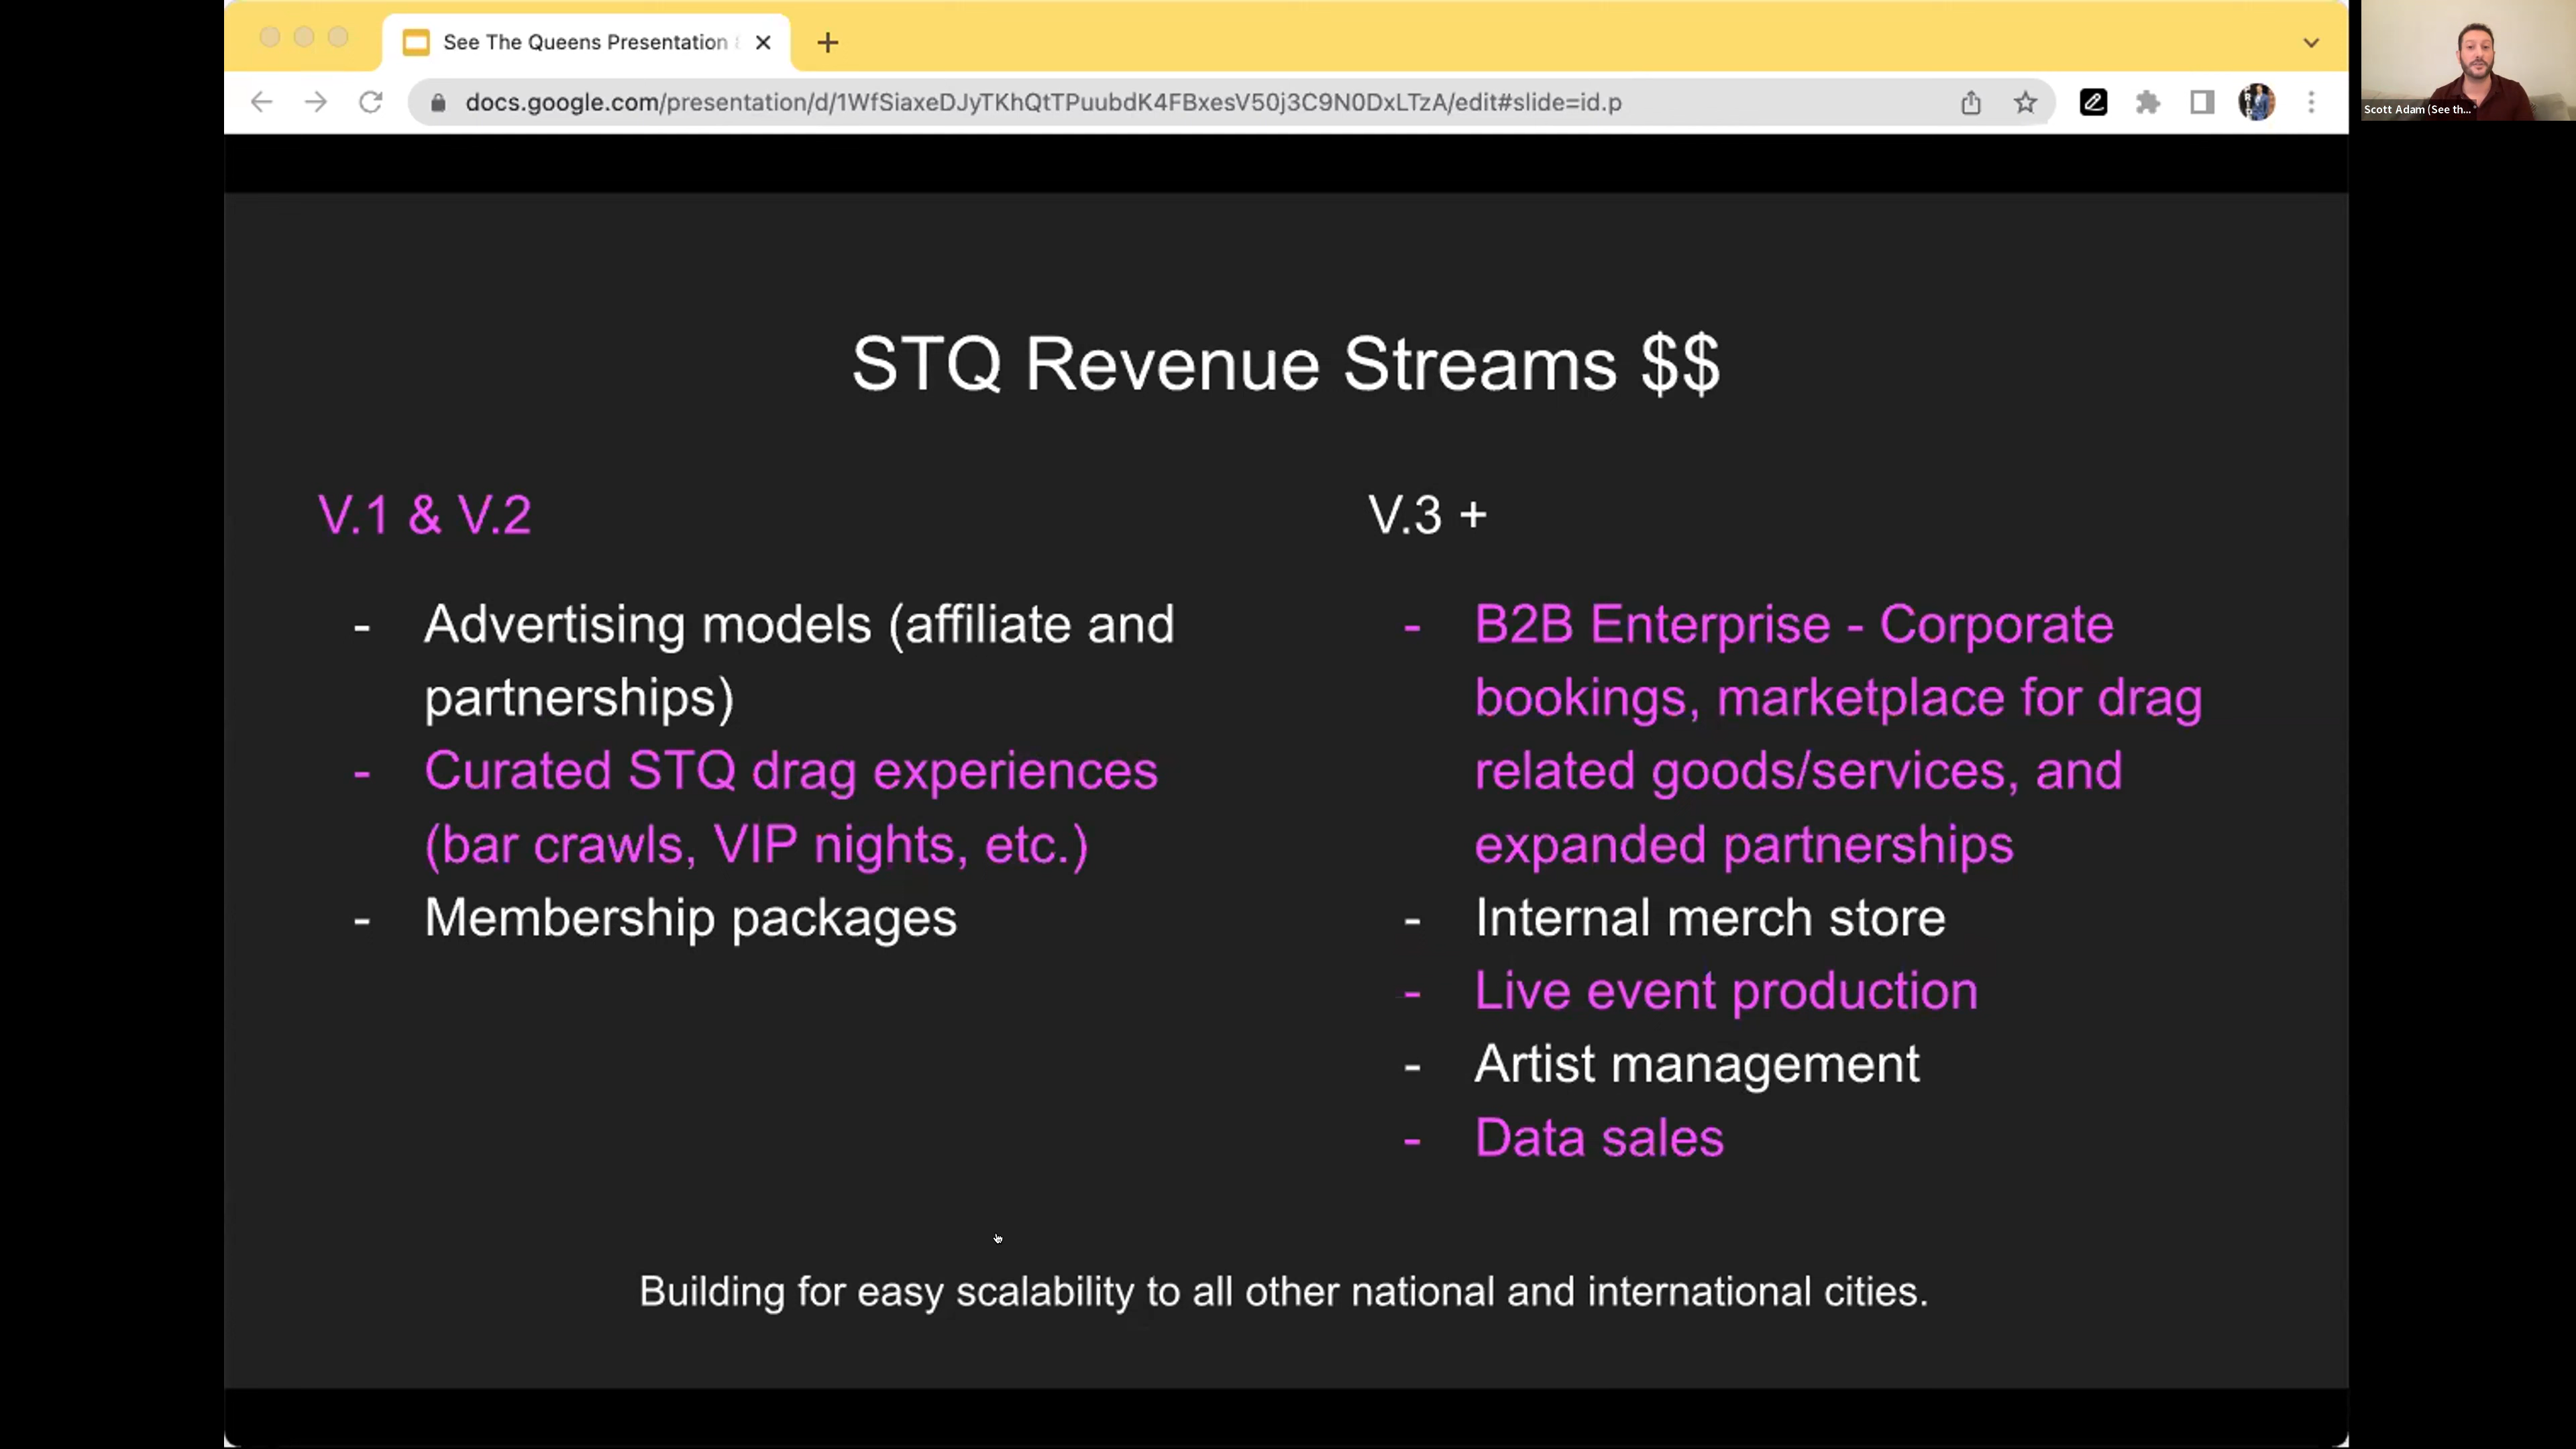 See The Queens Presentation
docs.google.com/presentation/d/1WfSiaxeDJyTKhQtTPuubdK4FBxesV50j3C9N0DxLTzA/edit#slide=id.p
Scott Adam (See th...
STQ Revenue Streams $$
V.1 & V.2
- Advertising models (affiliate and
partnerships)
- Curated STQ drag experiences
(bar crawls, VIP nights, etc.)
- Membership packages
V.3 +
- B2B Enterprise - Corporate
bookings, marketplace for drag
related goods/services, and
expanded partnerships
- Internal merch store
- Live event production
- Artist management
- Data sales
Building for easy scalability to all other national and international cities.